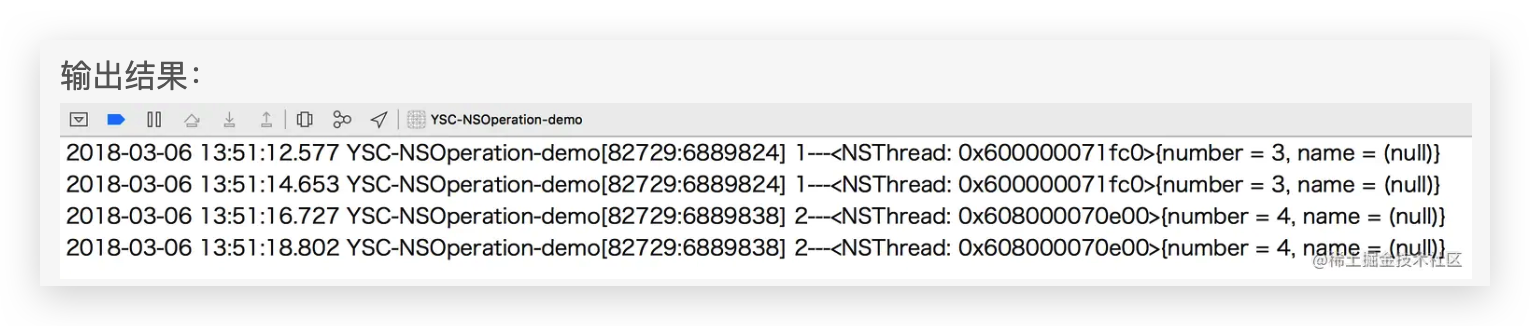 输出结果：
YSC-NSOperation-demo
2018-03-06 13:51:12.577 YSC-NSOperation-demo[82729:6889824] 1---<NSThread: 0x600000071fc0>{number = 3, name = (null)}
2018-03-06 13:51:14.653 YSC-NSOperation-demo[82729:6889824] 1---<NSThread: 0x600000071fc0>{number = 3, name = (null)}
2018-03-06 13:51:16.727 YSC-NSOperation-demo[82729:6889838] 2---<NSThread: 0x608000070e00>{number = 4, name = (null)}
2018-03-06 13:51:18.802 YSC-NSOperation-demo[82729:6889838] 2---<NSThread: 0x608000070e00>{number = 4, name = (null)}
@稀土掘金技术社区